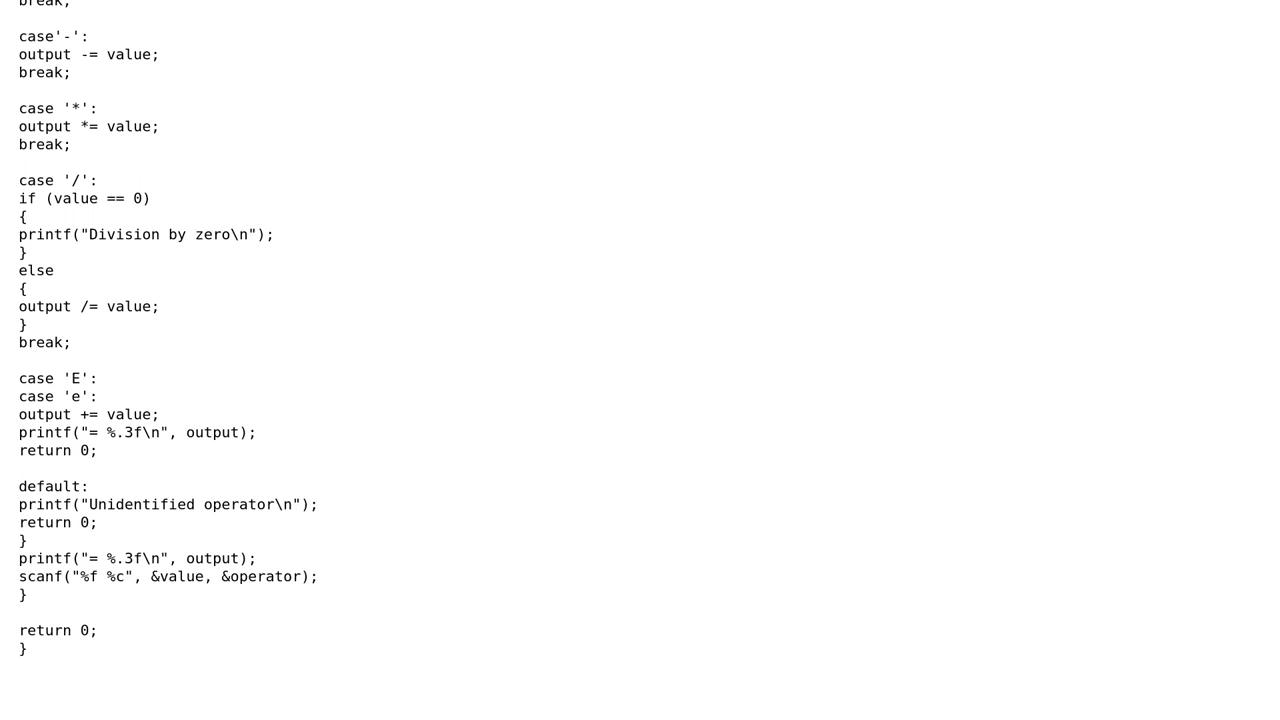 break;
case'-':
output -= value;
break;
case '*':
output *= value;
break;
case '/':
if (value == 0)
{
printf("Division by zero\n");
}
else
{
output /= value;
}
break;
case 'E':
case 'e':
output += value;
printf("= %.3f\n", output);
return 0;
default:
printf("Unidentified operator\n");
return 0;
}
printf("= %.3f\n", output);
scanf("%f %c", &value, &operator);
}
return 0;
}